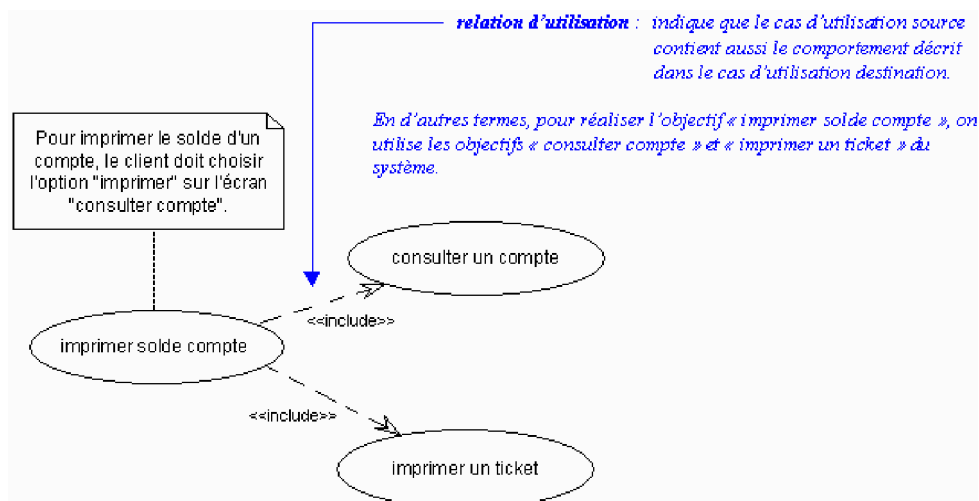 relation d'utilisation : indique que le cas d'utilisation source
contient aussi le comportement décrit
dans le cas d'utilisation destination.
En d'autres termes, pour réaliser l'objectif « imprimer solde compte », on
utilise les objectifs « consulter compte » et « imprimer un ticket » du
système.
Pour imprimer le solde d'un
compte, le client doit choisir
l'option "imprimer" sur l'écran
"consulter compte".
consulter un compte
<<include>>
imprimer solde compte
<<include>>
imprimer un ticket